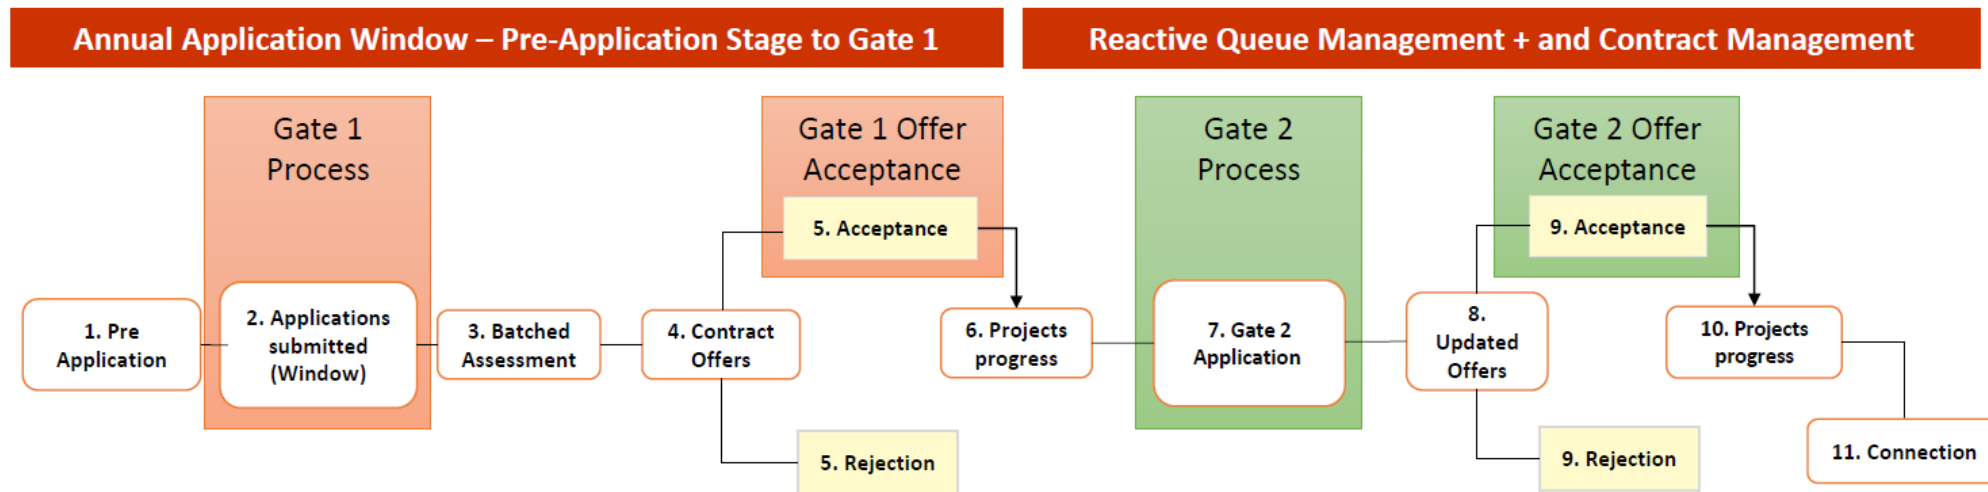 Annual Application Window – Pre-Application Stage to Gate 1
Reactive Queue Management + and Contract Management
Gate 1
Process
Gate 1 Offer
Acceptance
Gate 2
Process
Gate 2 Offer
Acceptance
1. Pre
Application
2. Applications
submitted
(Window)
3. Batched
Assessment
4. Contract
Offers
5. Acceptance
5. Rejection
6. Projects
progress
7. Gate 2
Application
8.
Updated
Offers
9. Acceptance
9. Rejection
10. Projects
progress
11. Connection